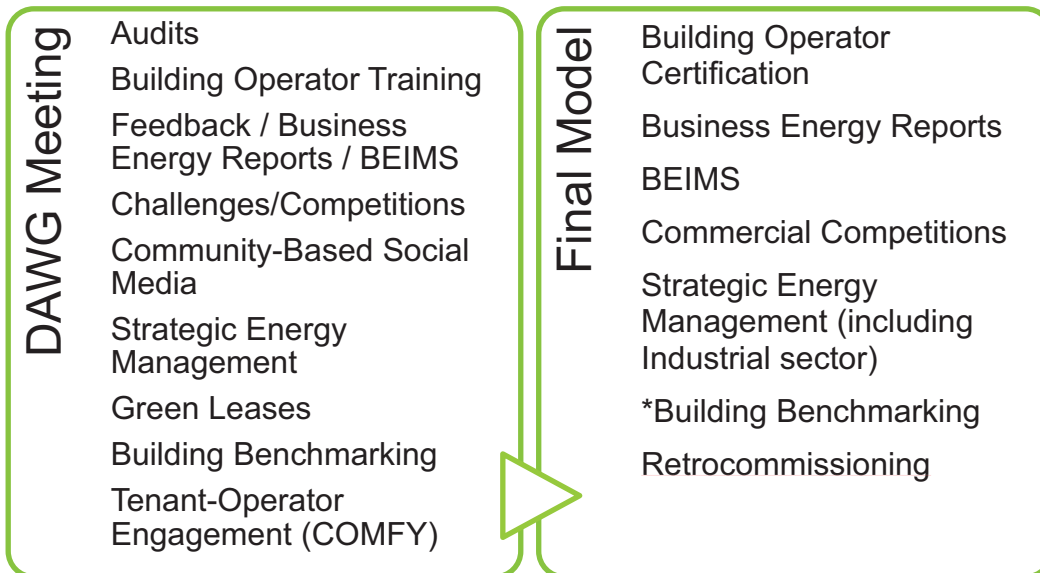 DAWG Meeting
Audits
Building Operator Training
Feedback / Business
Energy Reports / BEIMS
Challenges/Competitions
Community-Based Social
Media
Strategic Energy
Management
Green Leases
Building Benchmarking
Tenant-Operator
Engagement (COMFY)
Final Model
Building Operator
Certification
Business Energy Reports
BEIMS
Commercial Competitions
Strategic Energy
Management (including
Industrial sector)
*Building Benchmarking
Retrocommissioning